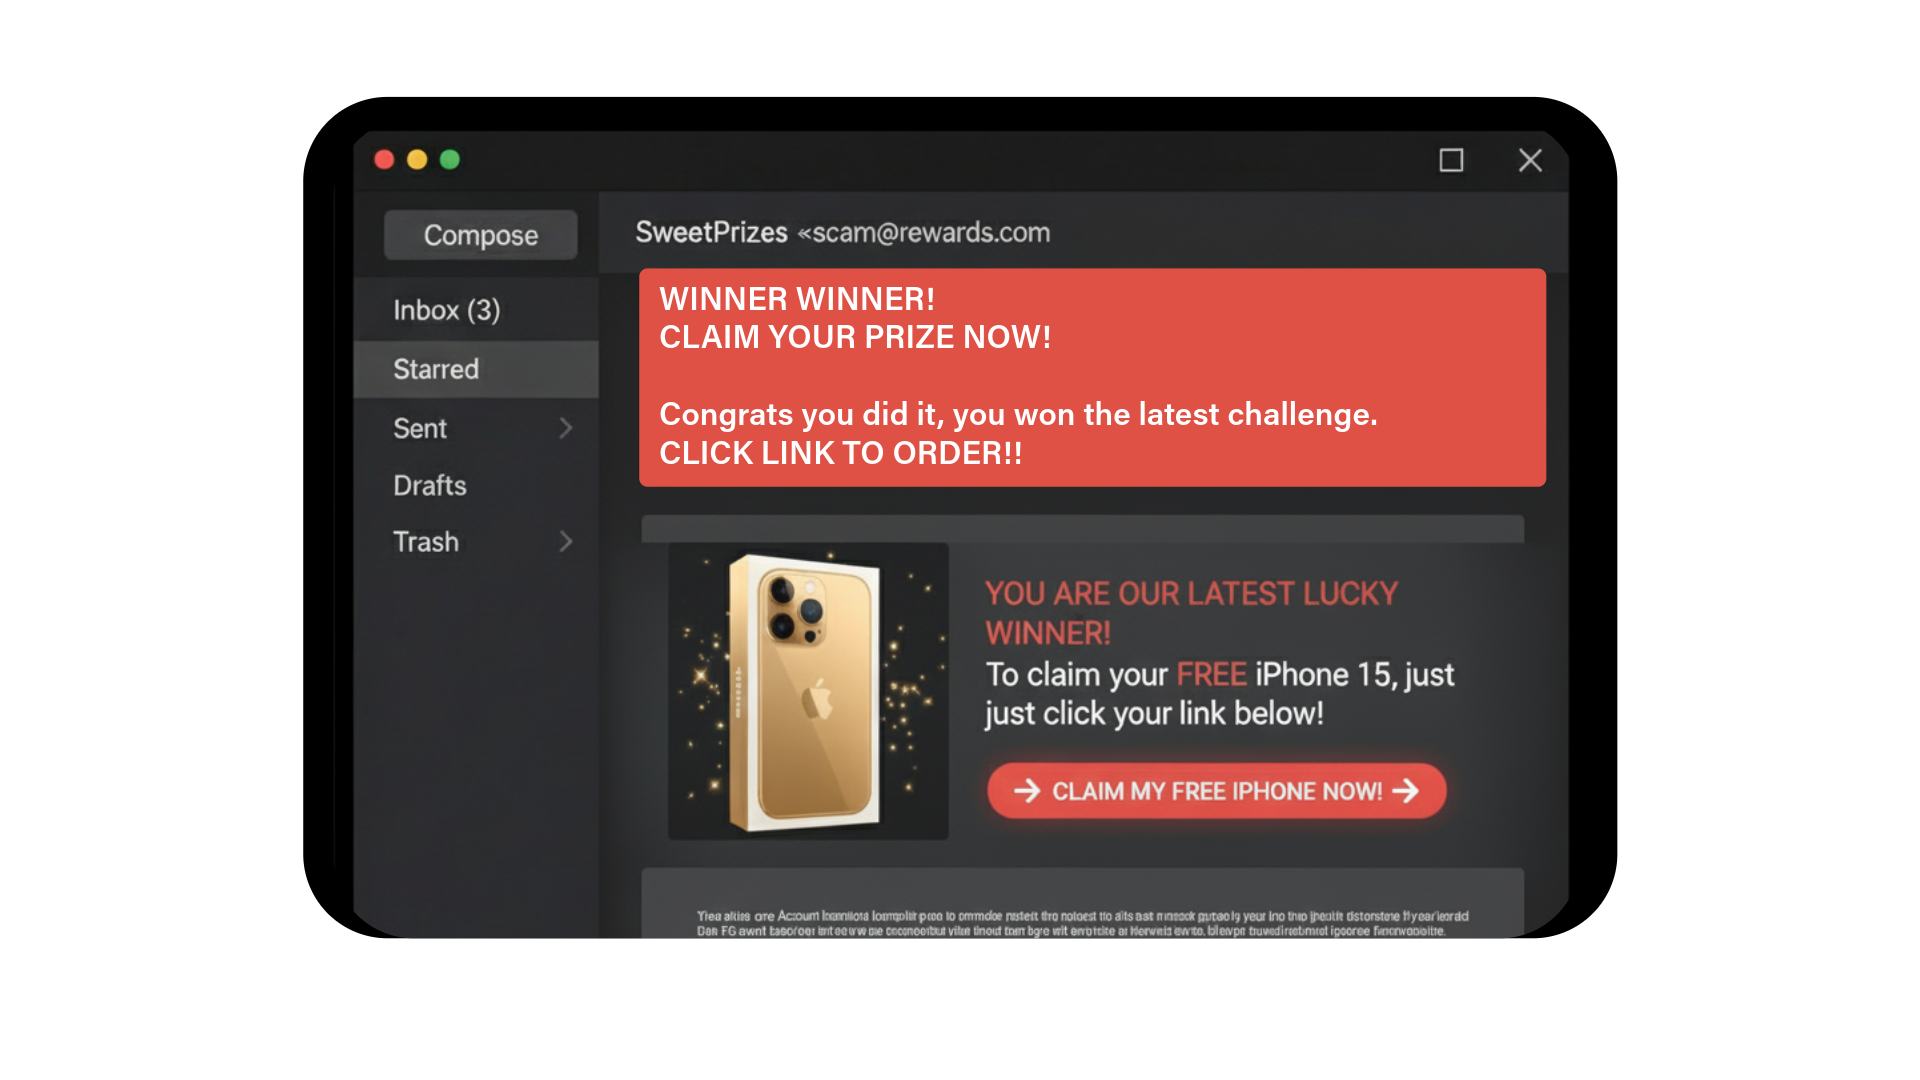 Compose
Inbox (3)
Starred
Sent
Drafts
Trash
SweetPrizes <scam@rewards.com
WINNER WINNER!
CLAIM YOUR PRIZE NOW!
Congrats you did it, you won the latest challenge.
CLICK LINK TO ORDER!!
YOU ARE OUR LATEST LUCKY
WINNER!
To claim your FREE iPhone 15, just
just click your link below!
→ CLAIM MY FREE IPHONE NOW! →